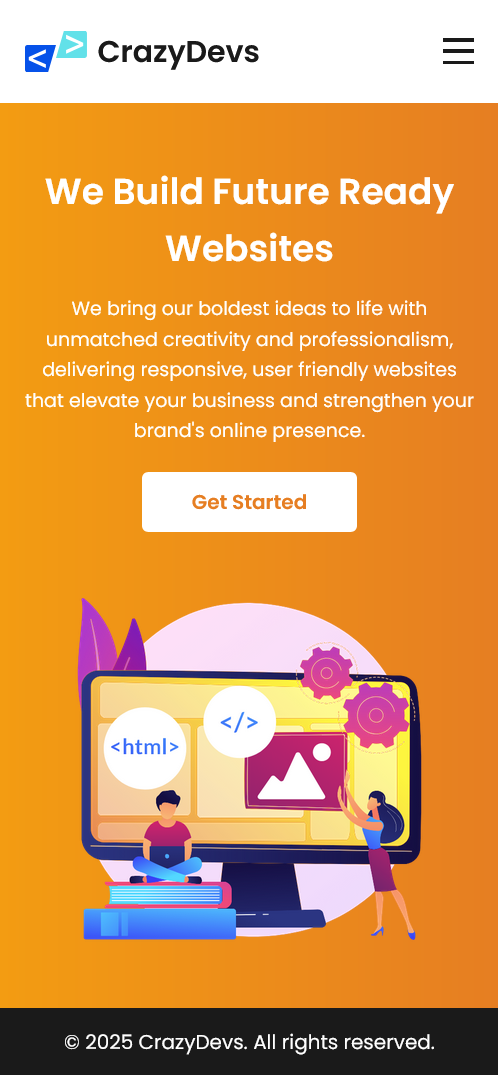 CrazyDevs
We Build Future Ready
Websites
We bring our boldest ideas to life with
unmatched creativity and professionalism,
delivering responsive, user friendly websites
that elevate your business and strengthen your
brand's online presence.
Get Started
</>
<html>
© 2025 CrazyDevs. All rights reserved.